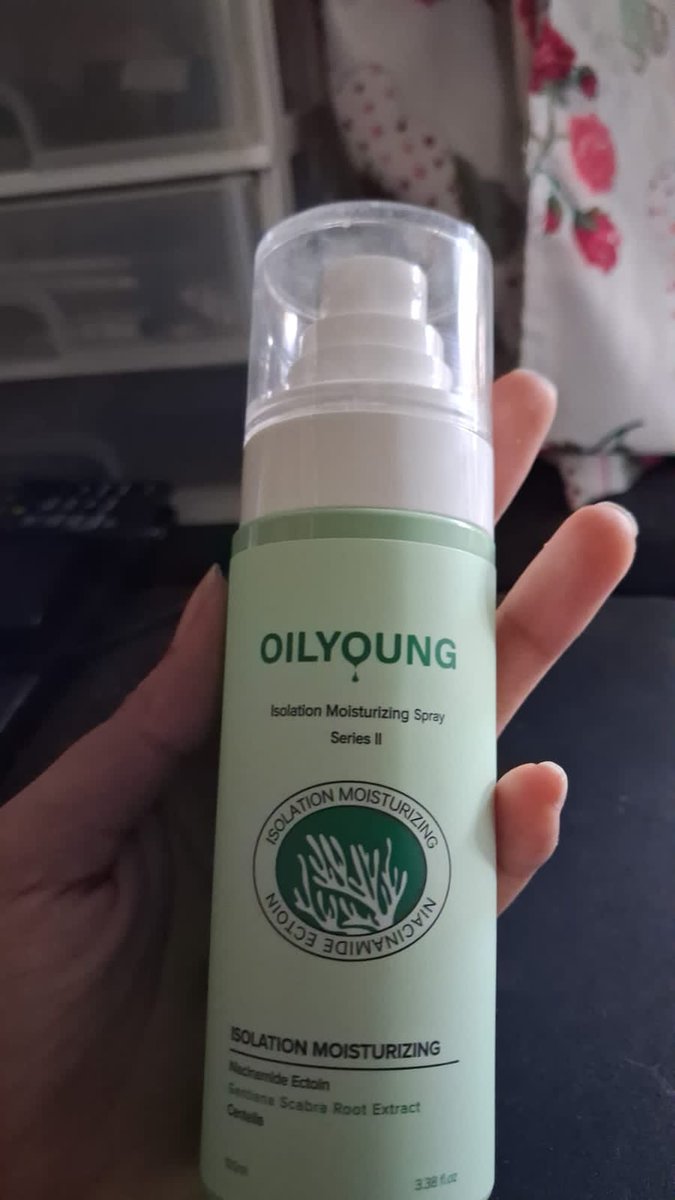 OILYOUNG
Isolation Moisturizing Spray
Series II
ISOLATION MOISTURIZING
NIACINAMIDE ECTOIN
ISOLATION MOISTURIZING
Niacinamide Ectoin
Gentiana Scabra Root Extract
Centella
100ml
3.38 fl.oz